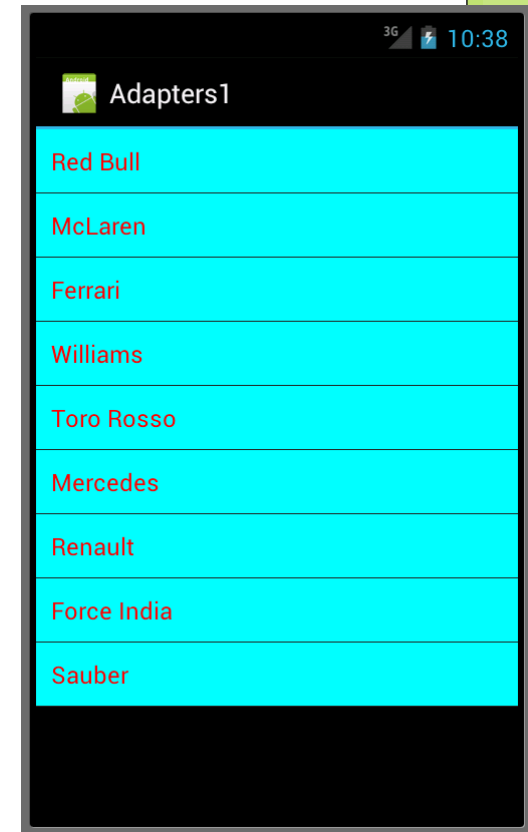 3G 10:38
Adapters1
Red Bull
McLaren
Ferrari
Williams
Toro Rosso
Mercedes
Renault
Force India
Sauber